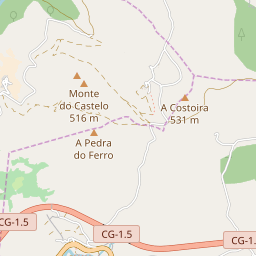 Monte
do Castelo
516 m
A Costoira
531 m
A Pedra
do Ferro
CG-1.5
CG-1.5
CG-1.5